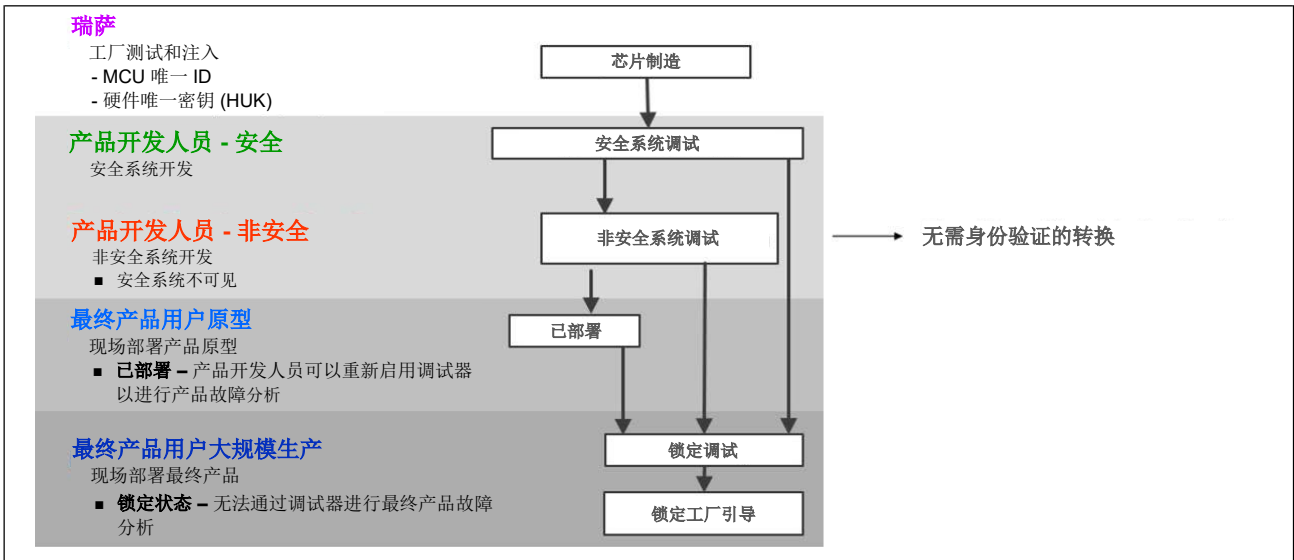 瑞萨
工厂测试和注入
- MCU 唯一 ID
- 硬件唯一密钥 (HUK)
芯片制造
产品开发人员 - 安全
安全系统开发
安全系统调试
产品开发人员 - 非安全
非安全系统开发
■ 安全系统不可见
非安全系统调试
无需身份验证的转换
最终产品用户原型
现场部署产品原型
■ 已部署 – 产品开发人员可以重新启用调试器
以进行产品故障分析
已部署
最终产品用户大规模生产
现场部署最终产品
■ 锁定状态 – 无法通过调试器进行最终产品故障
分析
锁定调试
锁定工厂引导